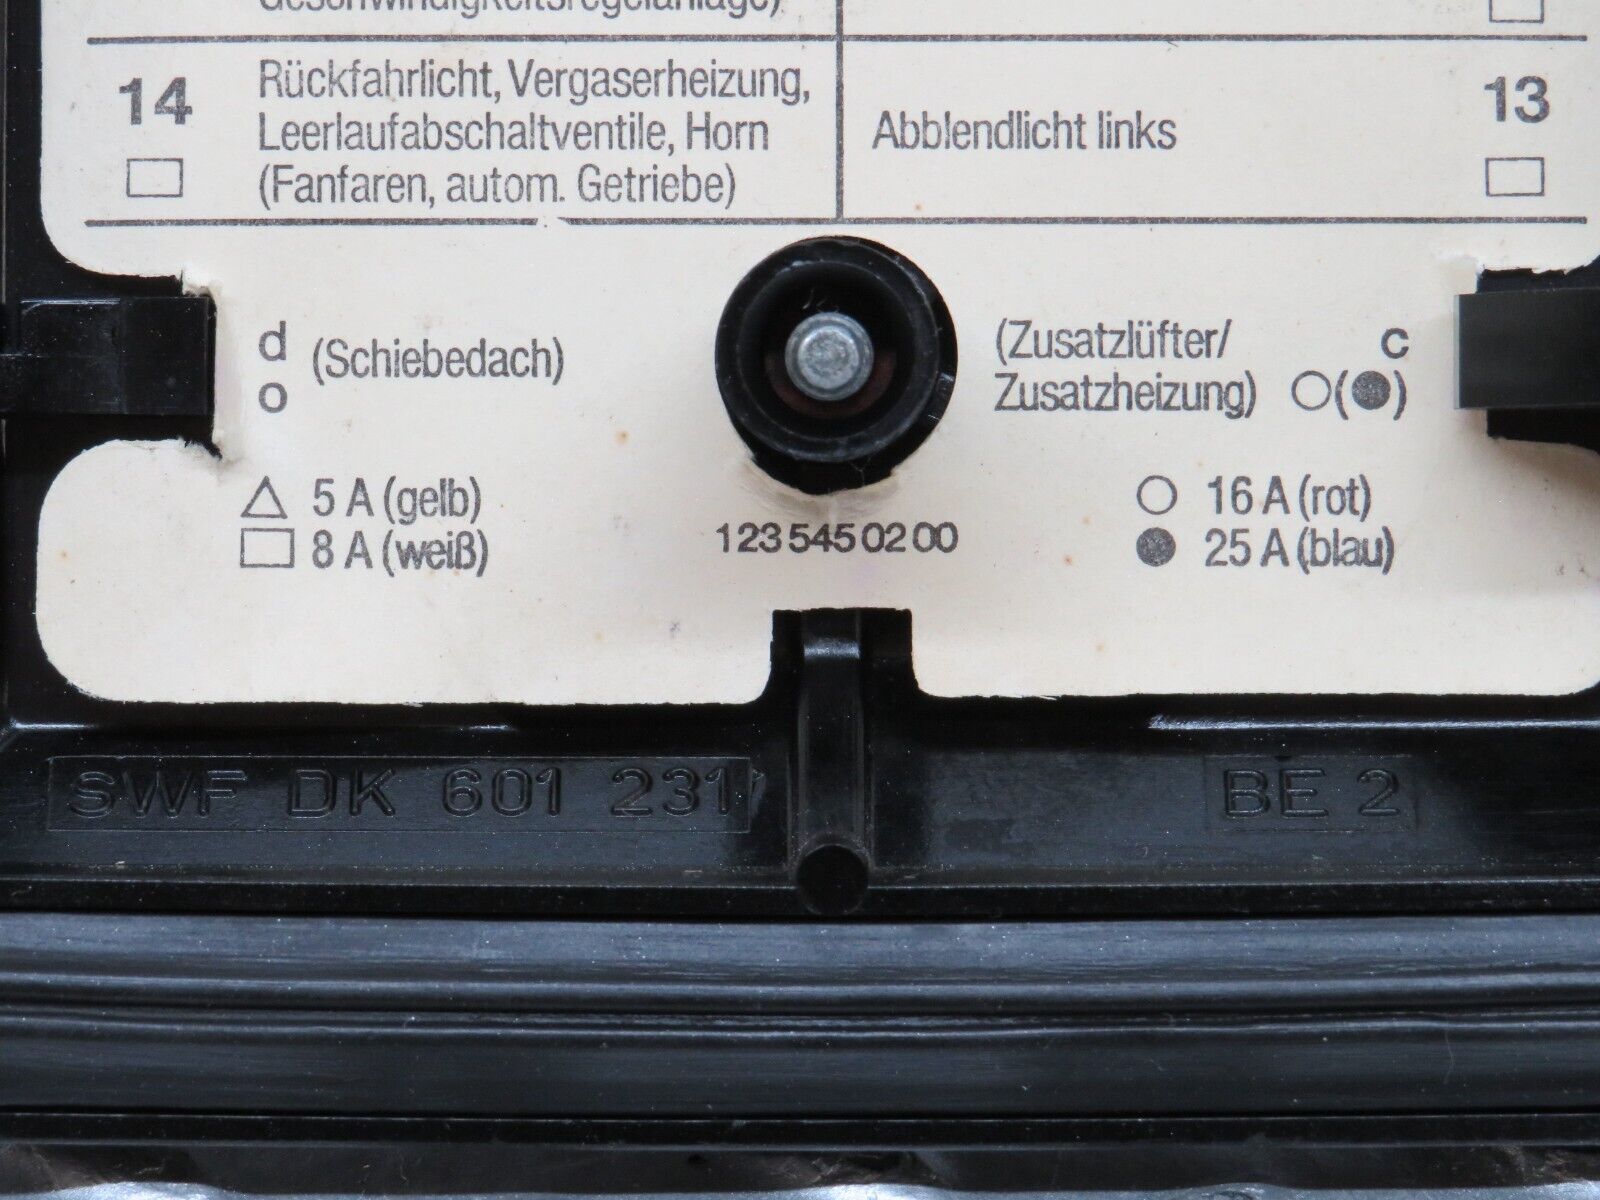 Geschwindigkeitsregelanlage)
14
Rückfahrlicht, Vergaserheizung,
Leerlaufabschaltventile, Horn
(Fanfaren, autom. Getriebe)
Abblendlicht links
13
d
o
(Schiebedach)
(Zusatzlüfter/
Zusatzheizung)
c
5 A (gelb)
8 A (weiß)
123 545 02 00
16 A (rot)
25 A (blau)
SWF DK 601 231
BE 2